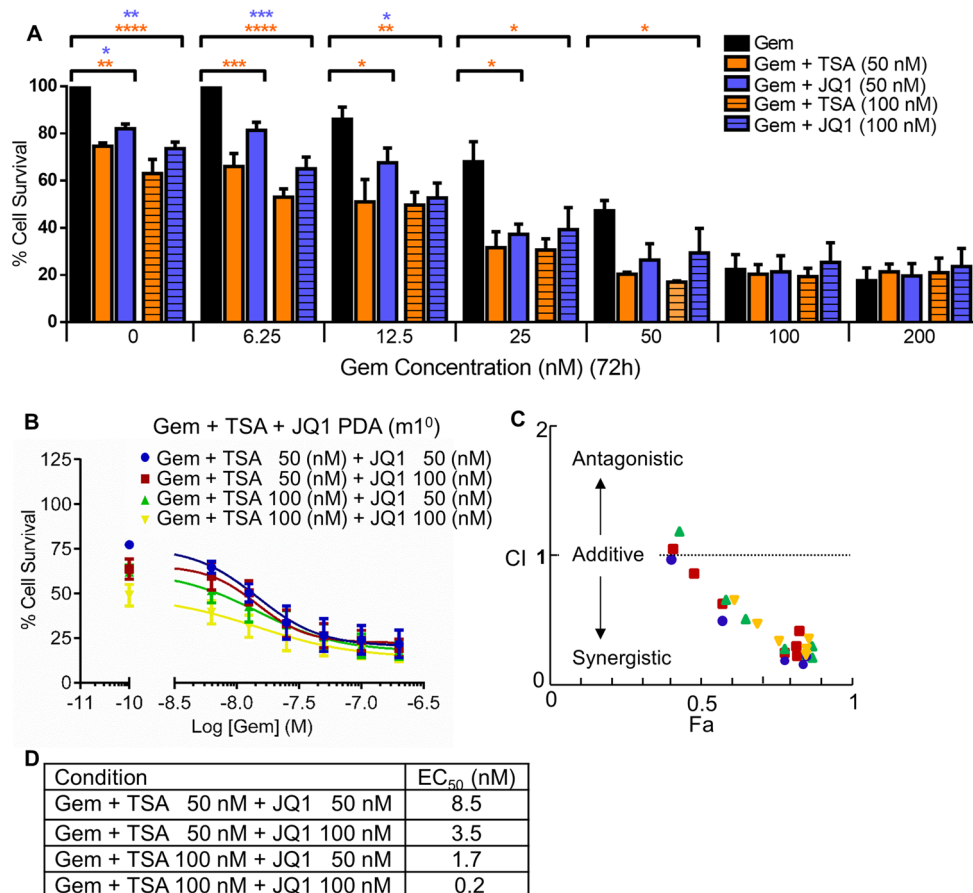 A
** *** *
**** **** ** * *
*
** *** * *
Gem
Gem + TSA (50 nM)
Gem + JQ1 (50 nM)
Gem + TSA (100 nM)
Gem + JQ1 (100 nM)
% Cell Survival
100
80
60
40
20
0
0 6.25 12.5 25 50 100 200
Gem Concentration (nM) (72h)
B
Gem + TSA + JQ1 PDA (m1⁰)
Gem + TSA 50 (nM) + JQ1 50 (nM)
Gem + TSA 50 (nM) + JQ1 100 (nM)
Gem + TSA 100 (nM) + JQ1 50 (nM)
Gem + TSA 100 (nM) + JQ1 100 (nM)
% Cell Survival
125
100
75
50
25
0
-11 -10 -8.5 -8.0 -7.5 -7.0 -6.5
Log [Gem] (M)
C
2
Antagonistic
CI 1 Additive
Synergistic
0
0 0.5 1
Fa
D
Condition EC50 (nM)
Gem + TSA 50 nM + JQ1 50 nM 8.5
Gem + TSA 50 nM + JQ1 100 nM 3.5
Gem + TSA 100 nM + JQ1 50 nM 1.7
Gem + TSA 100 nM + JQ1 100 nM 0.2